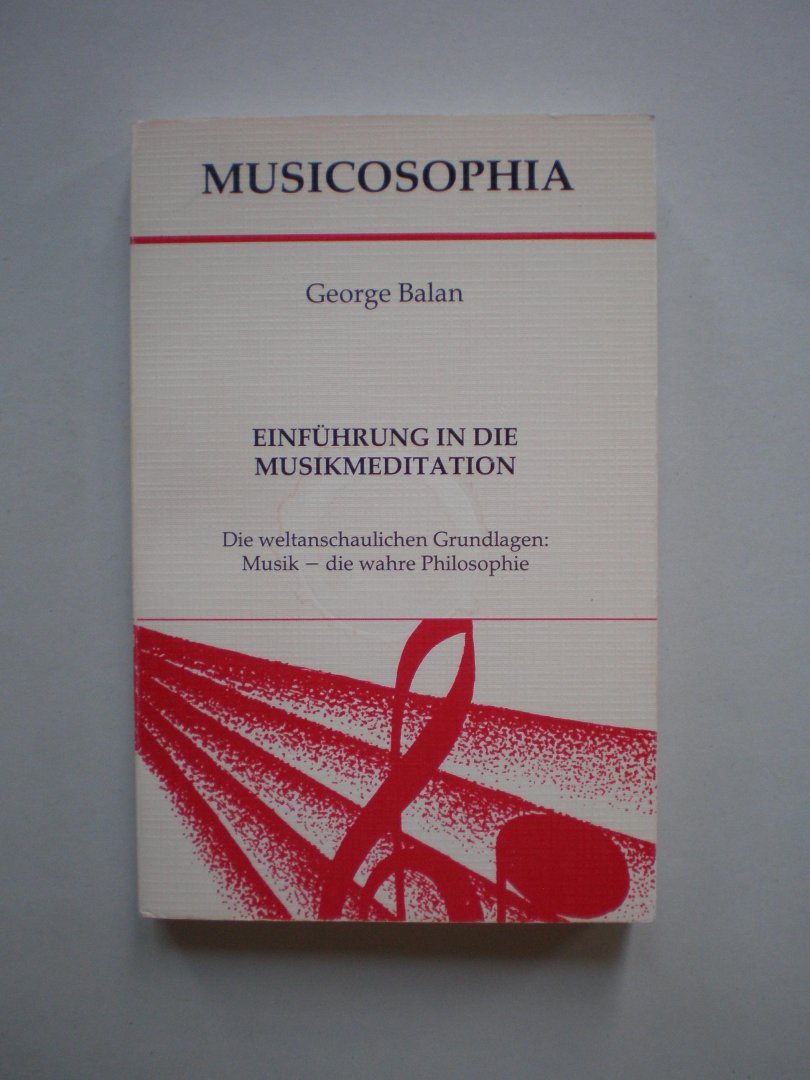 MUSICOSOPHIA
George Balan
EINFÜHRUNG IN DIE
MUSIKMEDITATION
Die weltanschaulichen Grundlagen:
Musik – die wahre Philosophie